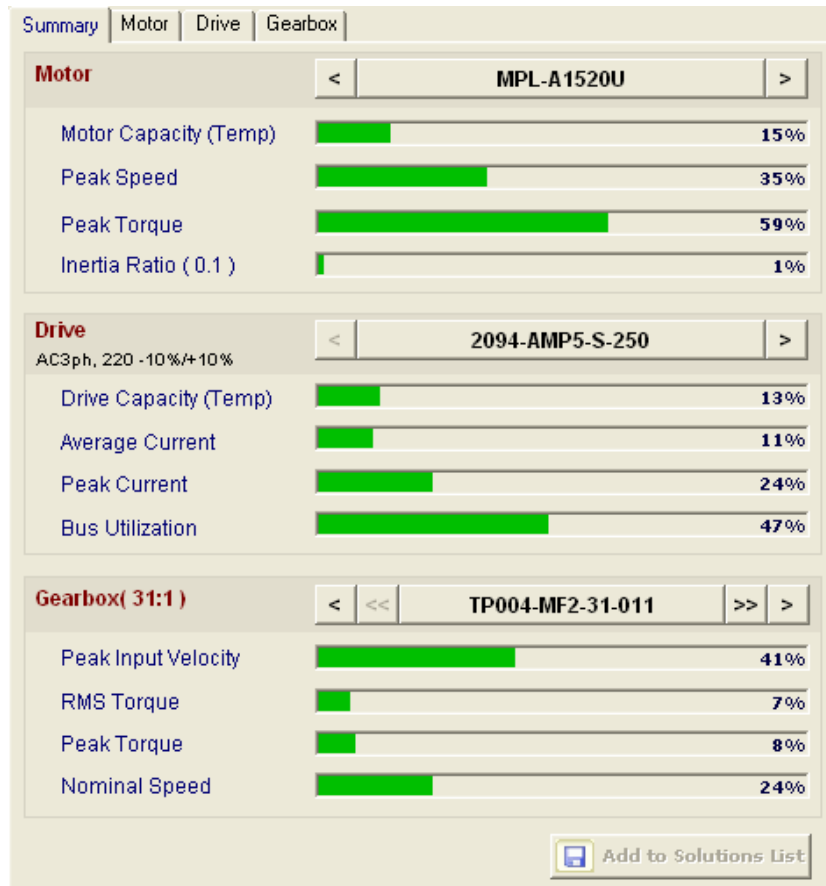 Summary Motor Drive Gearbox
Motor < MPL-A1520U >
Motor Capacity (Temp) 15%
Peak Speed 35%
Peak Torque 59%
Inertia Ratio ( 0.1 ) 1%
Drive < 2094-AMP5-S-250 >
AC3ph, 220 -10%/+10%
Drive Capacity (Temp) 13%
Average Current 11%
Peak Current 24%
Bus Utilization 47%
Gearbox( 31:1 ) < << TP004-MF2-31-011 >> >
Peak Input Velocity 41%
RMS Torque 7%
Peak Torque 8%
Nominal Speed 24%
Add to Solutions List